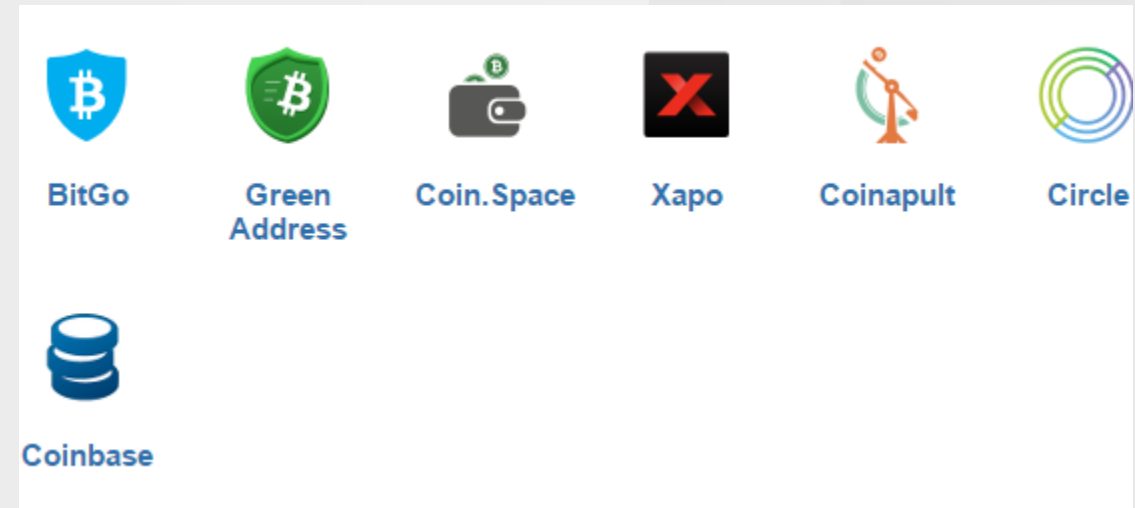 BitGo
Green
Address
Coin.Space
Xapo
Coinapult
Circle
Coinbase